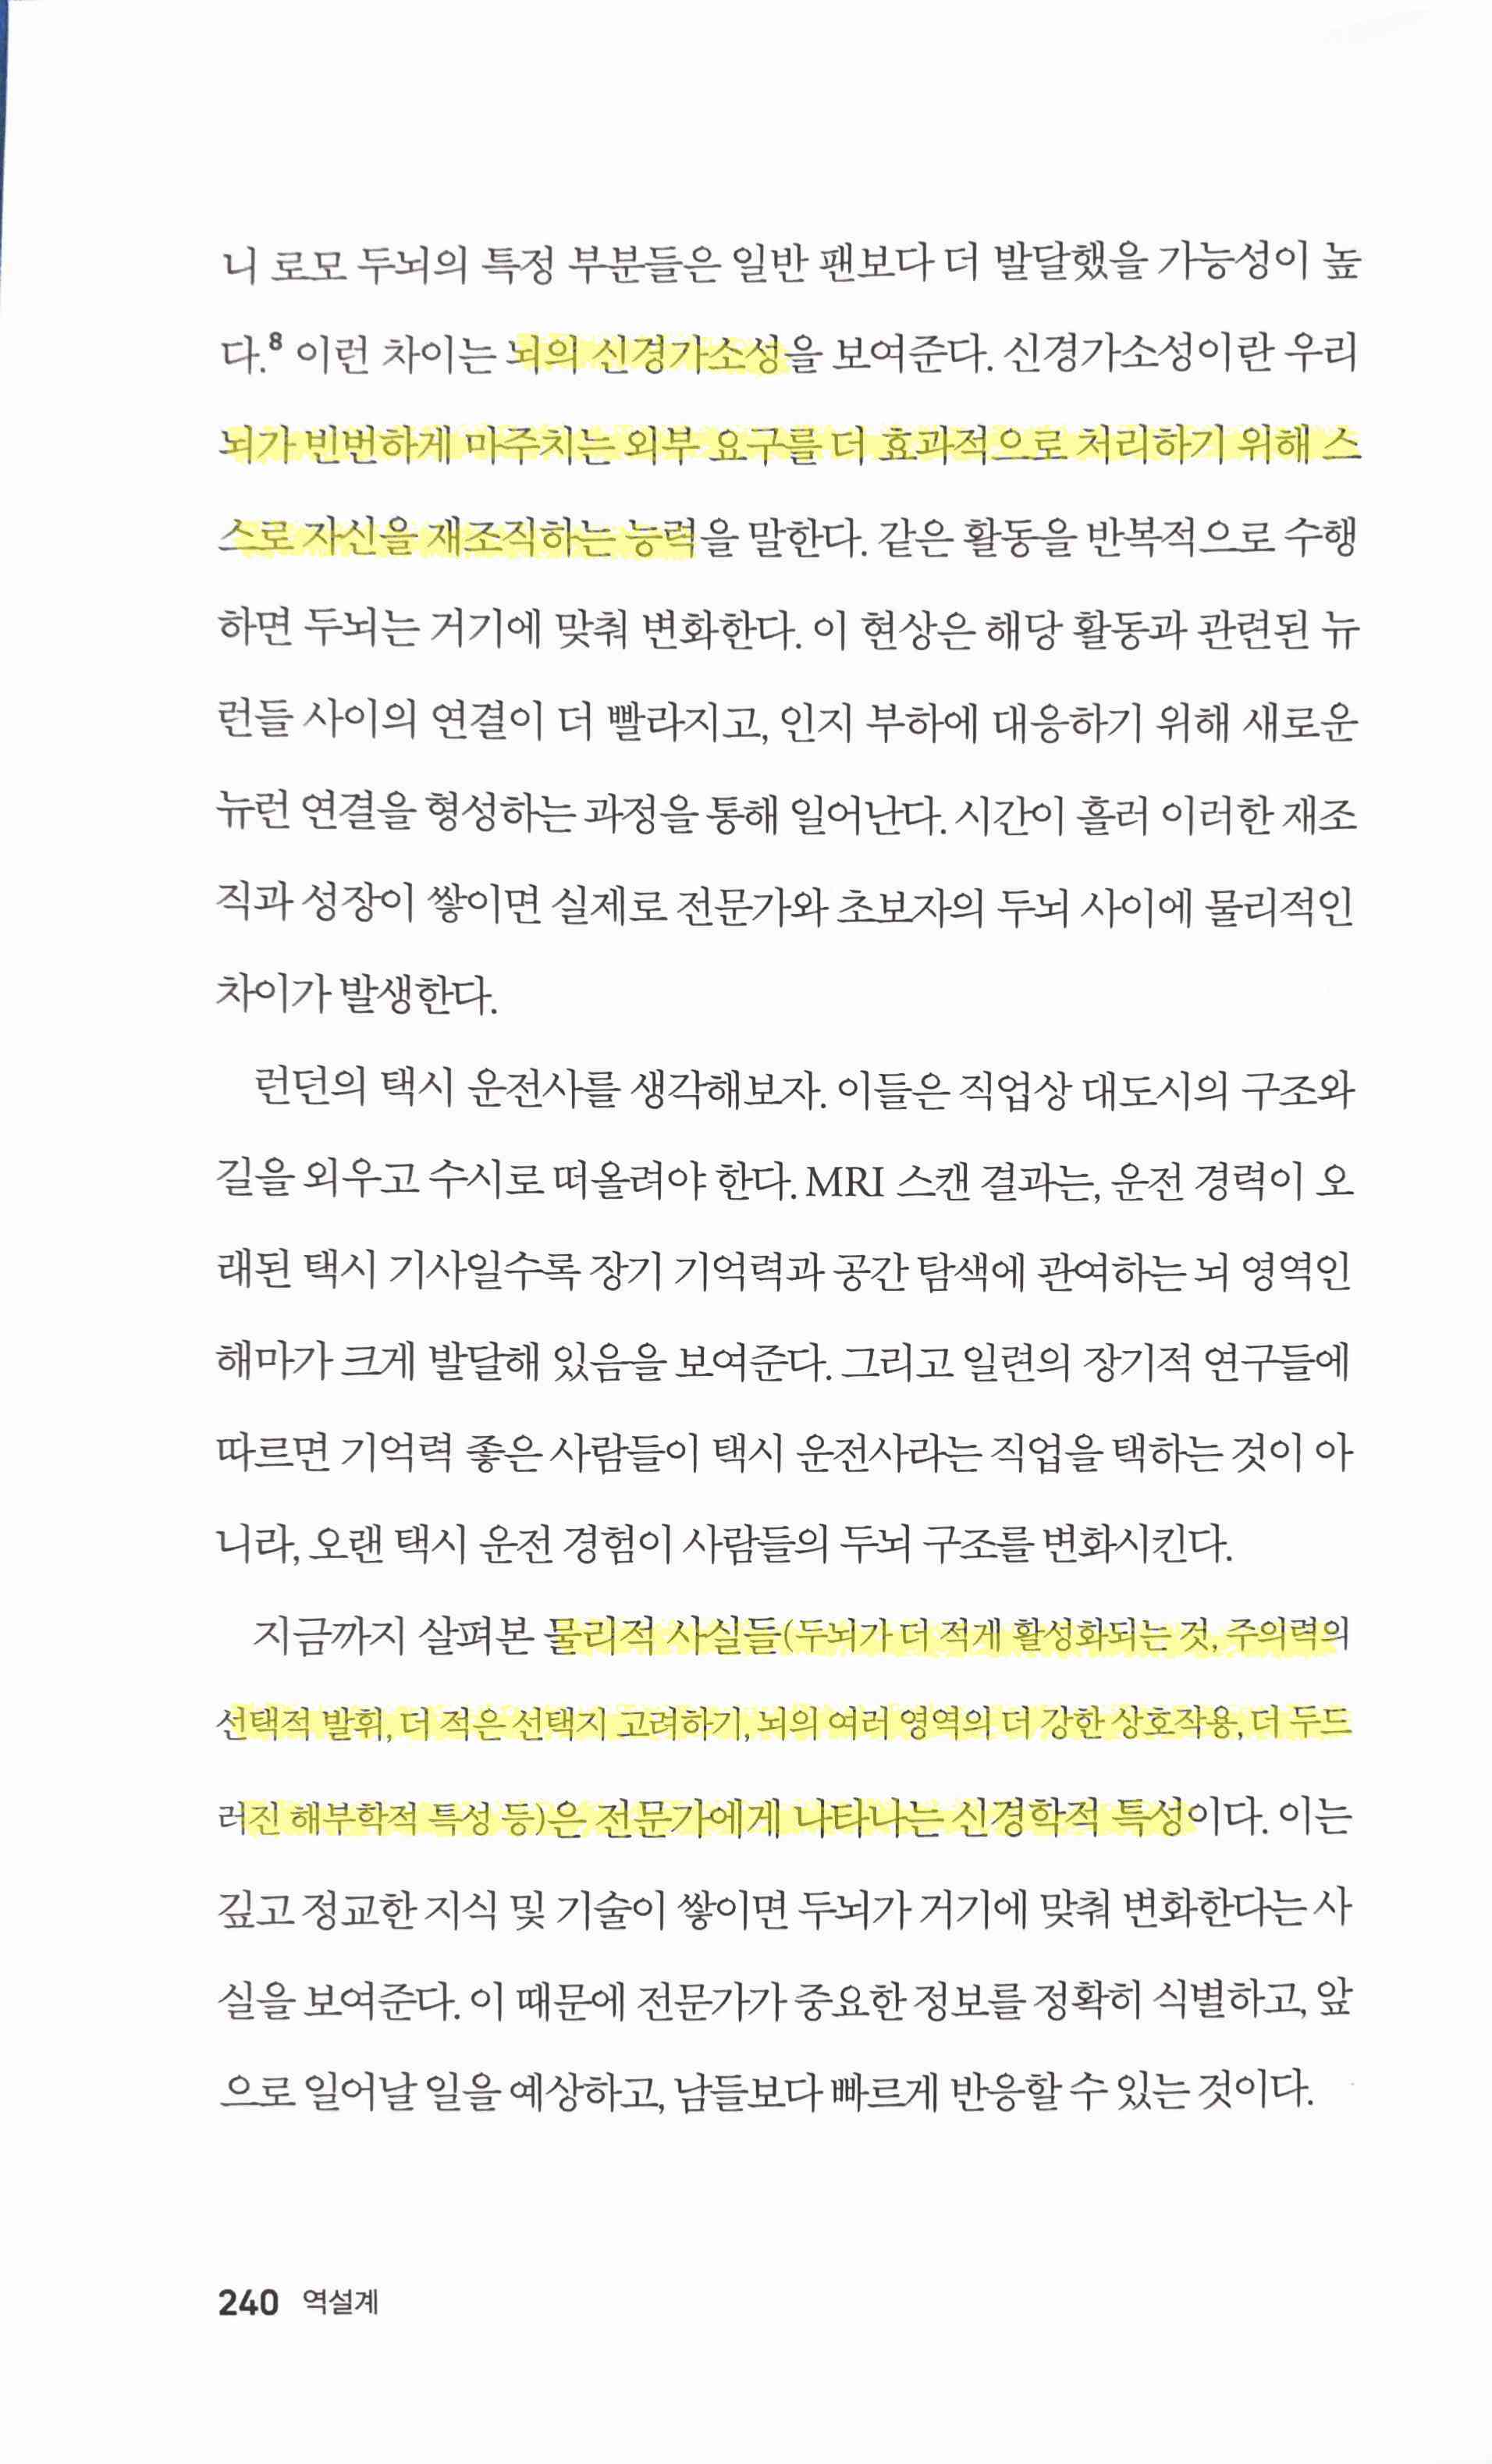 니 로모 두뇌의 특정 부분들은 일반 팬보다 더 발달했을 가능성이 높
다.⁸ 이런 차이는 뇌의 신경가소성을 보여준다. 신경가소성이란 우리
뇌가 빈번하게 마주치는 외부 요구를 더 효과적으로 처리하기 위해 스
스로 자신을 재조직하는 능력을 말한다. 같은 활동을 반복적으로 수행
하면 두뇌는 거기에 맞춰 변화한다. 이 현상은 해당 활동과 관련된 뉴
런들 사이의 연결이 더 빨라지고, 인지 부하에 대응하기 위해 새로운
뉴런 연결을 형성하는 과정을 통해 일어난다. 시간이 흘러 이러한 재조
직과 성장이 쌓이면 실제로 전문가와 초보자의 두뇌 사이에 물리적인
차이가 발생한다.
런던의 택시 운전사를 생각해보자. 이들은 직업상 대도시의 구조와
길을 외우고 수시로 떠올려야 한다. MRI 스캔 결과는, 운전 경력이 오
래된 택시 기사일수록 장기 기억력과 공간 탐색에 관여하는 뇌 영역인
해마가 크게 발달해 있음을 보여준다. 그리고 일련의 장기적 연구들에
따르면 기억력 좋은 사람들이 택시 운전사라는 직업을 택하는 것이 아
니라, 오랜 택시 운전 경험이 사람들의 두뇌 구조를 변화시킨다.
지금까지 살펴본 물리적 사실들(두뇌가 더 적게 활성화되는 것, 주의력의
선택적 발휘, 더 적은 선택지 고려하기, 뇌의 여러 영역의 더 강한 상호작용, 더 두드
러진 해부학적 특성 등)은 전문가에게 나타나는 신경학적 특성이다. 이는
깊고 정교한 지식 및 기술이 쌓이면 두뇌가 거기에 맞춰 변화한다는 사
실을 보여준다. 이 때문에 전문가가 중요한 정보를 정확히 식별하고, 앞
으로 일어날 일을 예상하고, 남들보다 빠르게 반응할 수 있는 것이다.
240 역설계